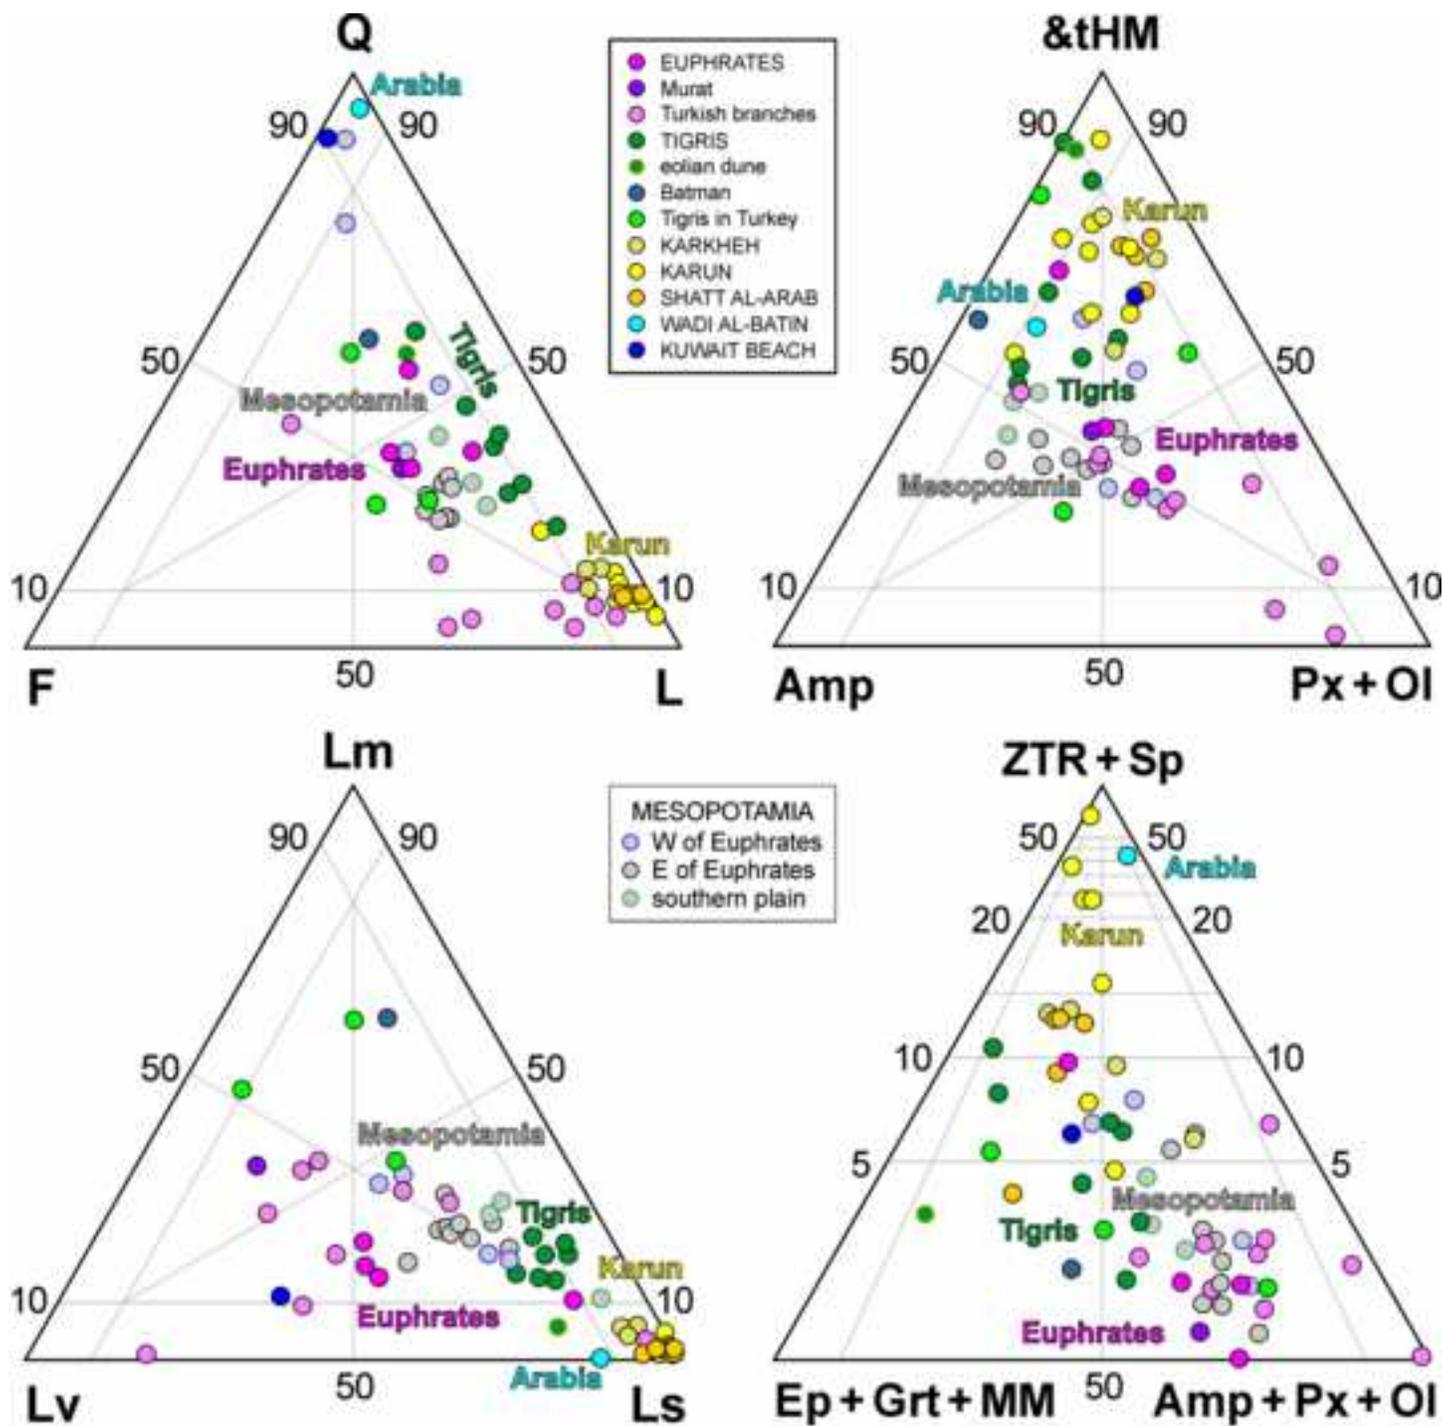 Q
Arabia
90
90
50
50
Tigris
Mesopotamia
Euphrates
Karun
10
10
F
50
L
EUPHRATES
Murat
Turkish branches
TIGRIS
eolian dune
Batman
Tigris in Turkey
KARKHEH
KARUN
SHATT AL-ARAB
WADI AL-BATIN
KUWAIT BEACH
&tHM
90
90
Karun
Arabia
50
50
Tigris
Euphrates
Mesopotamia
10
10
Amp
50
Px + Ol
Lm
90
90
50
50
Mesopotamia
Tigris
Karun
10
10
Euphrates
Arabia
Lv
50
Ls
MESOPOTAMIA
W of Euphrates
E of Euphrates
southern plain
ZTR + Sp
50
50
Arabia
20
20
Karun
10
10
5
5
Mesopotamia
Tigris
Euphrates
Ep + Grt + MM
50
Amp + Px + Ol